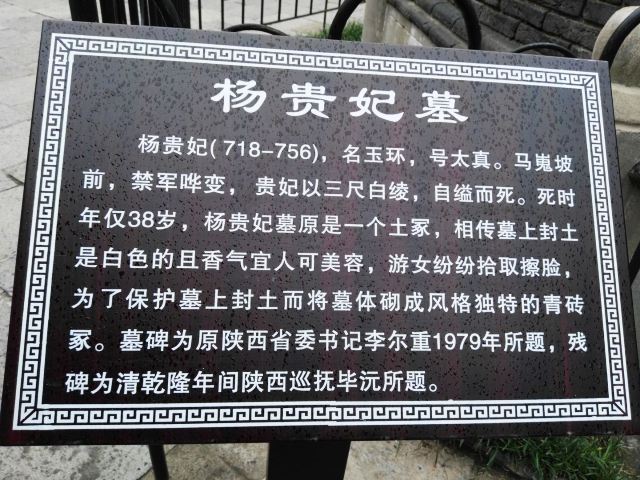 杨贵妃墓
杨贵妃(718-756)，名玉环，号太真。马嵬坡
前，禁军哗变，贵妃以三尺白绫，自缢而死。死时
年仅38岁，杨贵妃墓原是一个土冢，相传墓上封土
是白色的且香气宜人可美容，游女纷纷拾取擦脸，
为了保护墓上封土而将墓体砌成风格独特的青砖
冢。墓碑为原陕西省委书记李尔重1979年所题，残
碑为清乾隆年间陕西巡抚毕沅所题。